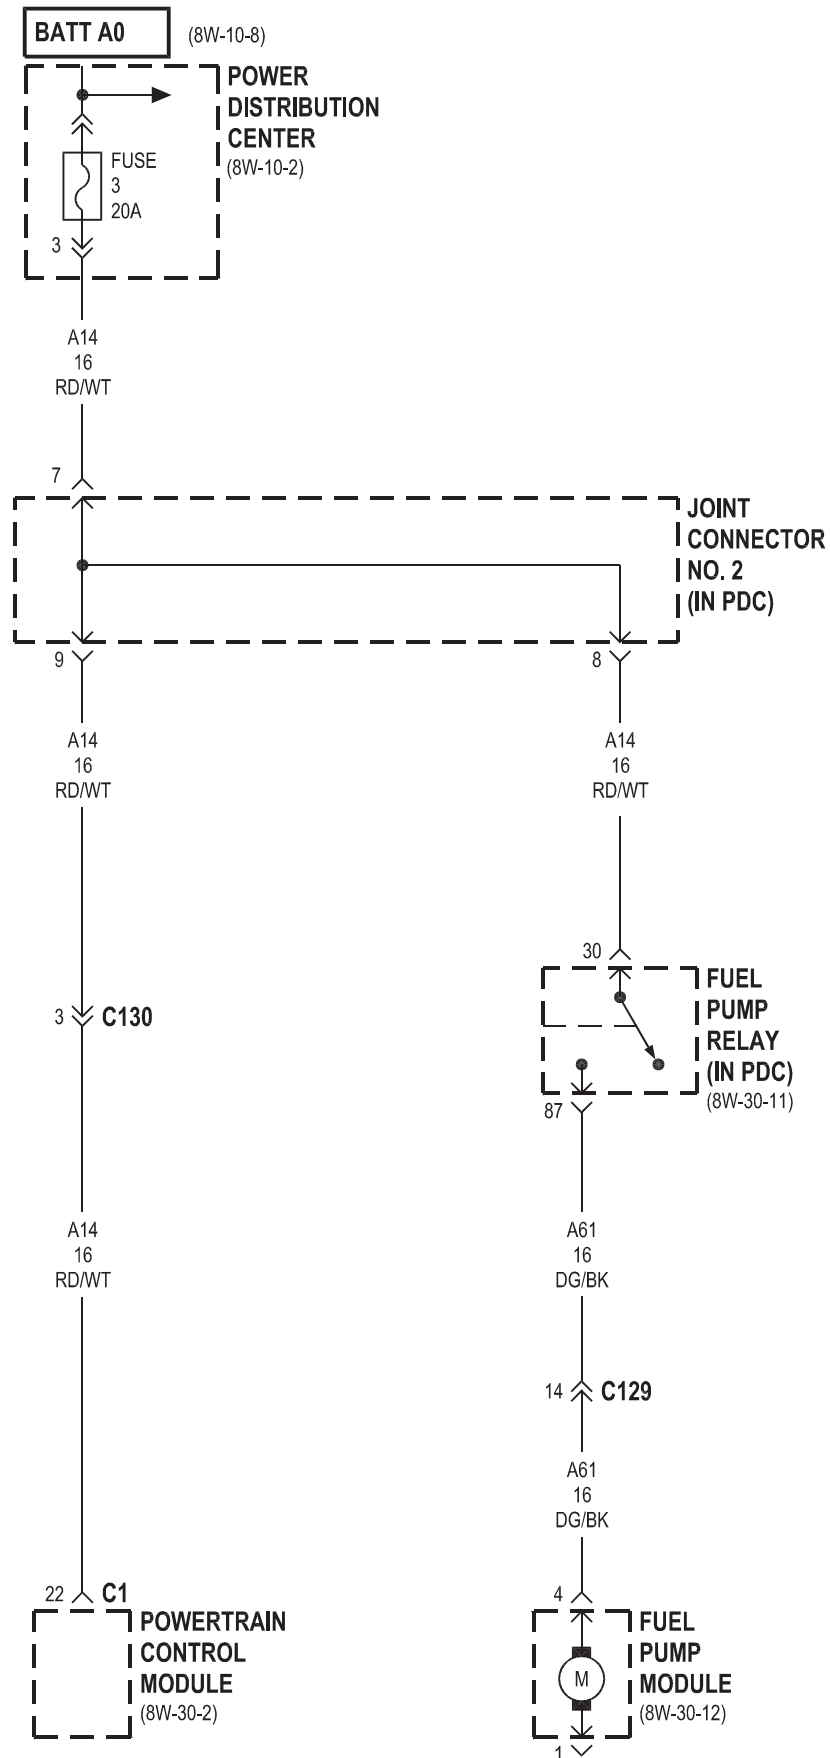 BATT A0
(8W-10-8)
POWER
DISTRIBUTION
CENTER
(8W-10-2)
FUSE
3
20A
3
A14
16
RD/WT
7
JOINT
CONNECTOR
NO. 2
(IN PDC)
9
8
A14
16
RD/WT
A14
16
RD/WT
30
FUEL
PUMP
RELAY
(IN PDC)
(8W-30-11)
3
C130
87
A14
16
RD/WT
A61
16
DG/BK
14
C129
A61
16
DG/BK
22
C1
4
POWERTRAIN
CONTROL
MODULE
(8W-30-2)
M
FUEL
PUMP
MODULE
(8W-30-12)
1